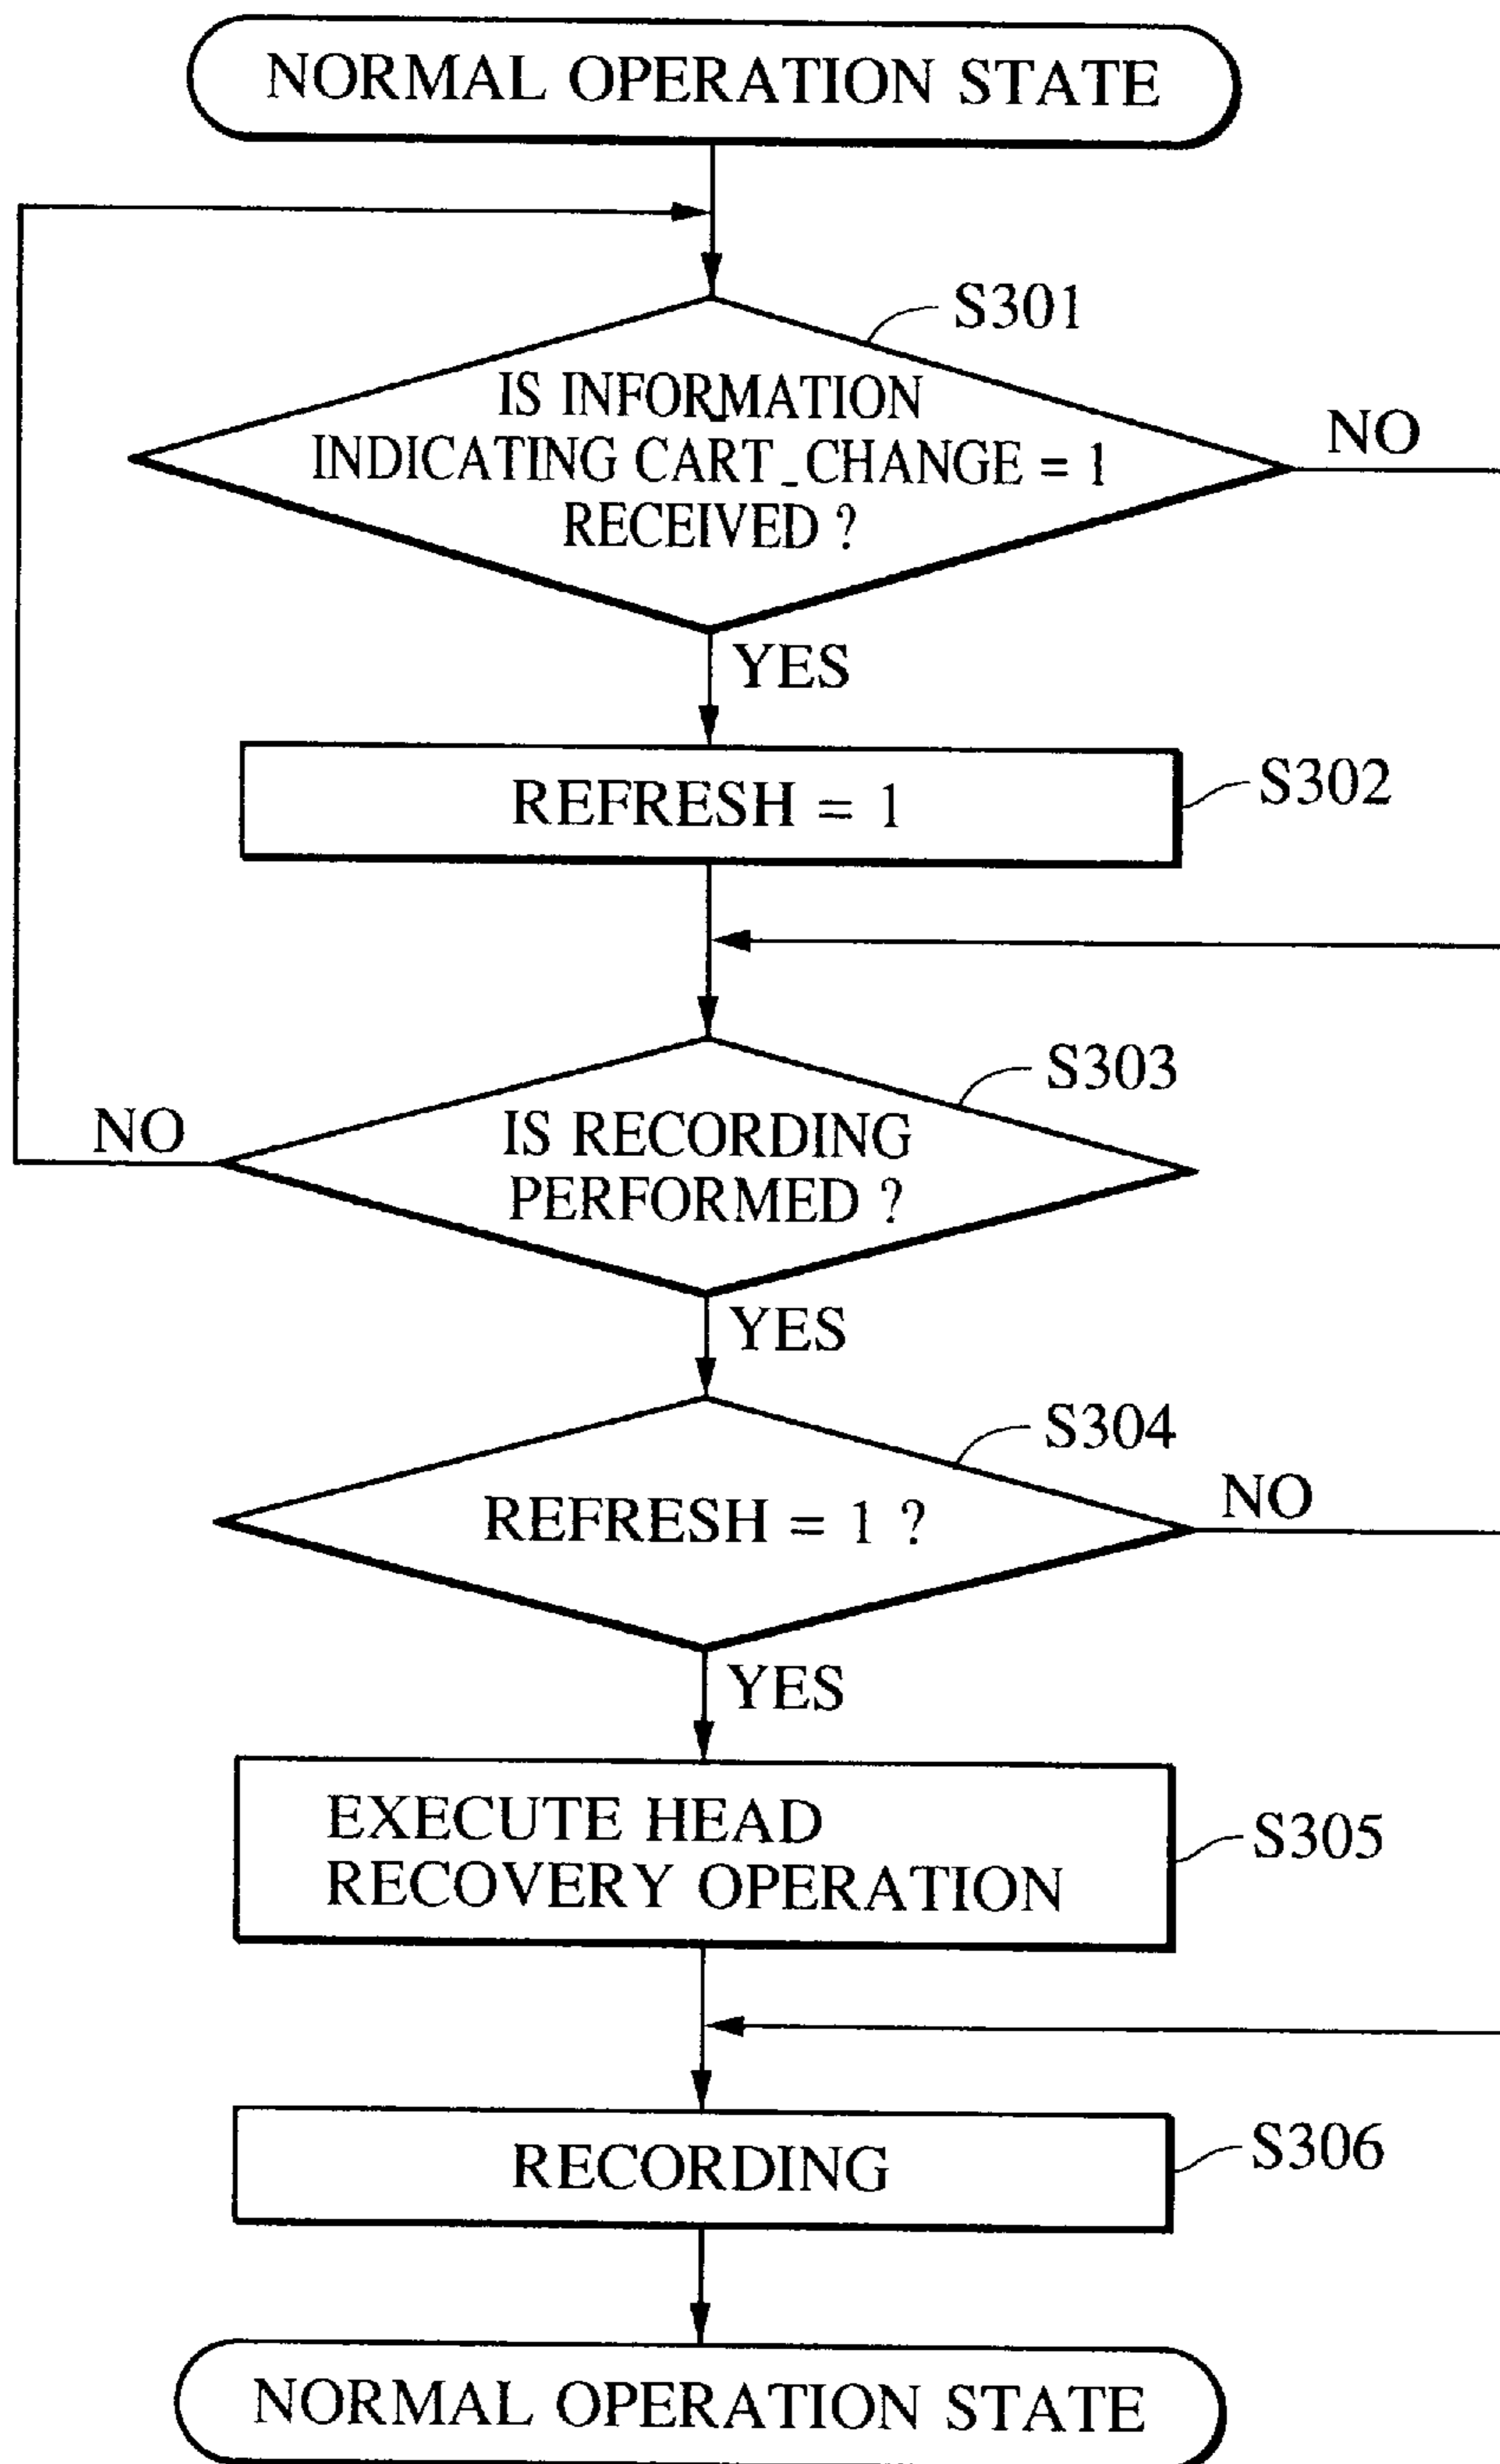 NORMAL OPERATION STATE
S301
IS INFORMATION
INDICATING CART_CHANGE = 1
RECEIVED ?
NO
YES
REFRESH = 1
S302
S303
IS RECORDING
PERFORMED ?
NO
YES
S304
REFRESH = 1 ?
NO
YES
EXECUTE HEAD
RECOVERY OPERATION
S305
RECORDING
S306
NORMAL OPERATION STATE